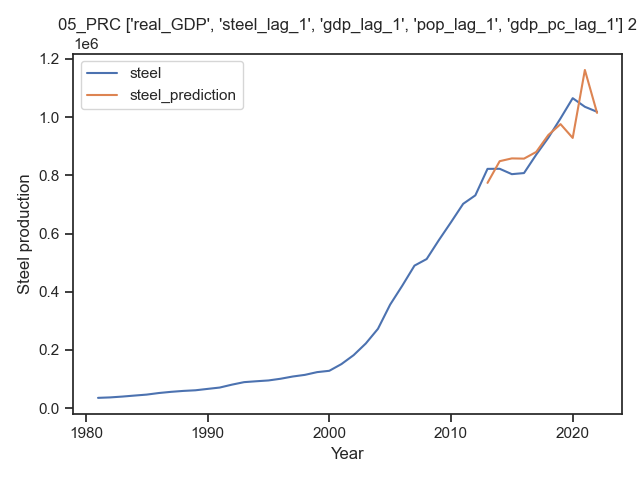 05_PRC ['real_GDP', 'steel_lag_1', 'gdp_lag_1', 'pop_lag_1', 'gdp_pc_lag_1'] 2
1e6
1.2
1.0
0.8
0.6
0.4
0.2
0.0
Steel production
steel
steel_prediction
1980
1990
2000
2010
2020
Year